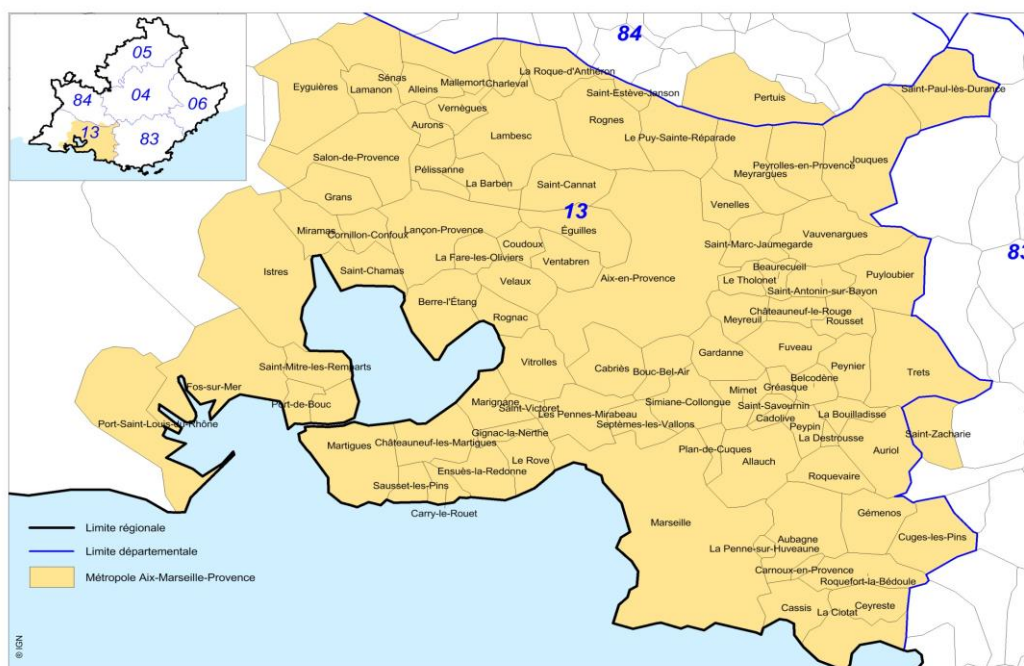 05
84
04
06
13
83
84
La Roque-d'Anthéron
Sénas
Mallemort
Charleval
Eyguières
Lamanon
Alleins
Saint-Estève-Janson
Pertuis
Saint-Paul-lès-Durance
Vernègues
Rognes
Aurons
Lambesc
Le Puy-Sainte-Réparade
Salon-de-Provence
Jouques
Peyrolles-en-Provence
Pélissanne
Meyrargues
La Barben
Saint-Cannat
Grans
Venelles
13
Miramas
Cornillon-Confoux
Lançon-Provence
Éguilles
Vauvenargues
Coudoux
Saint-Marc-Jaumegarde
83
La Fare-les-Oliviers
Ventabren
Istres
Saint-Chamas
Beaurecueil
Puyloubier
Velaux
Aix-en-Provence
Le Tholonet
Saint-Antonin-sur-Bayon
Berre-l'Étang
Rognac
Châteauneuf-le-Rouge
Meyreuil
Rousset
Fuveau
Gardanne
Saint-Mitre-les-Remparts
Vitrolles
Cabriès
Bouc-Bel-Air
Peynier
Trets
Belcodène
Fos-sur-Mer
Gréasque
Mimet
Port-de-Bouc
Marignane
Saint-Victoret
Simiane-Collongue
Saint-Savournin
Les Pennes-Mirabeau
La Bouilladisse
Cadolive
Port-Saint-Louis-du-Rhône
Septèmes-les-Vallons
Peypin
Gignac-la-Nerthe
La Destrousse
Saint-Zacharie
Martigues
Châteauneuf-les-Martigues
Plan-de-Cuques
Auriol
Le Rove
Allauch
Ensuès-la-Redonne
Roquevaire
Sausset-les-Pins
Carry-le-Rouet
Gémenos
Marseille
Limite régionale
Aubagne
Cuges-les-Pins
La Penne-sur-Huveaune
Limite départementale
Carnoux-en-Provence
Métropole Aix-Marseille-Provence
Roquefort-la-Bédoule
Cassis
La Ciotat
Ceyreste
® IGN